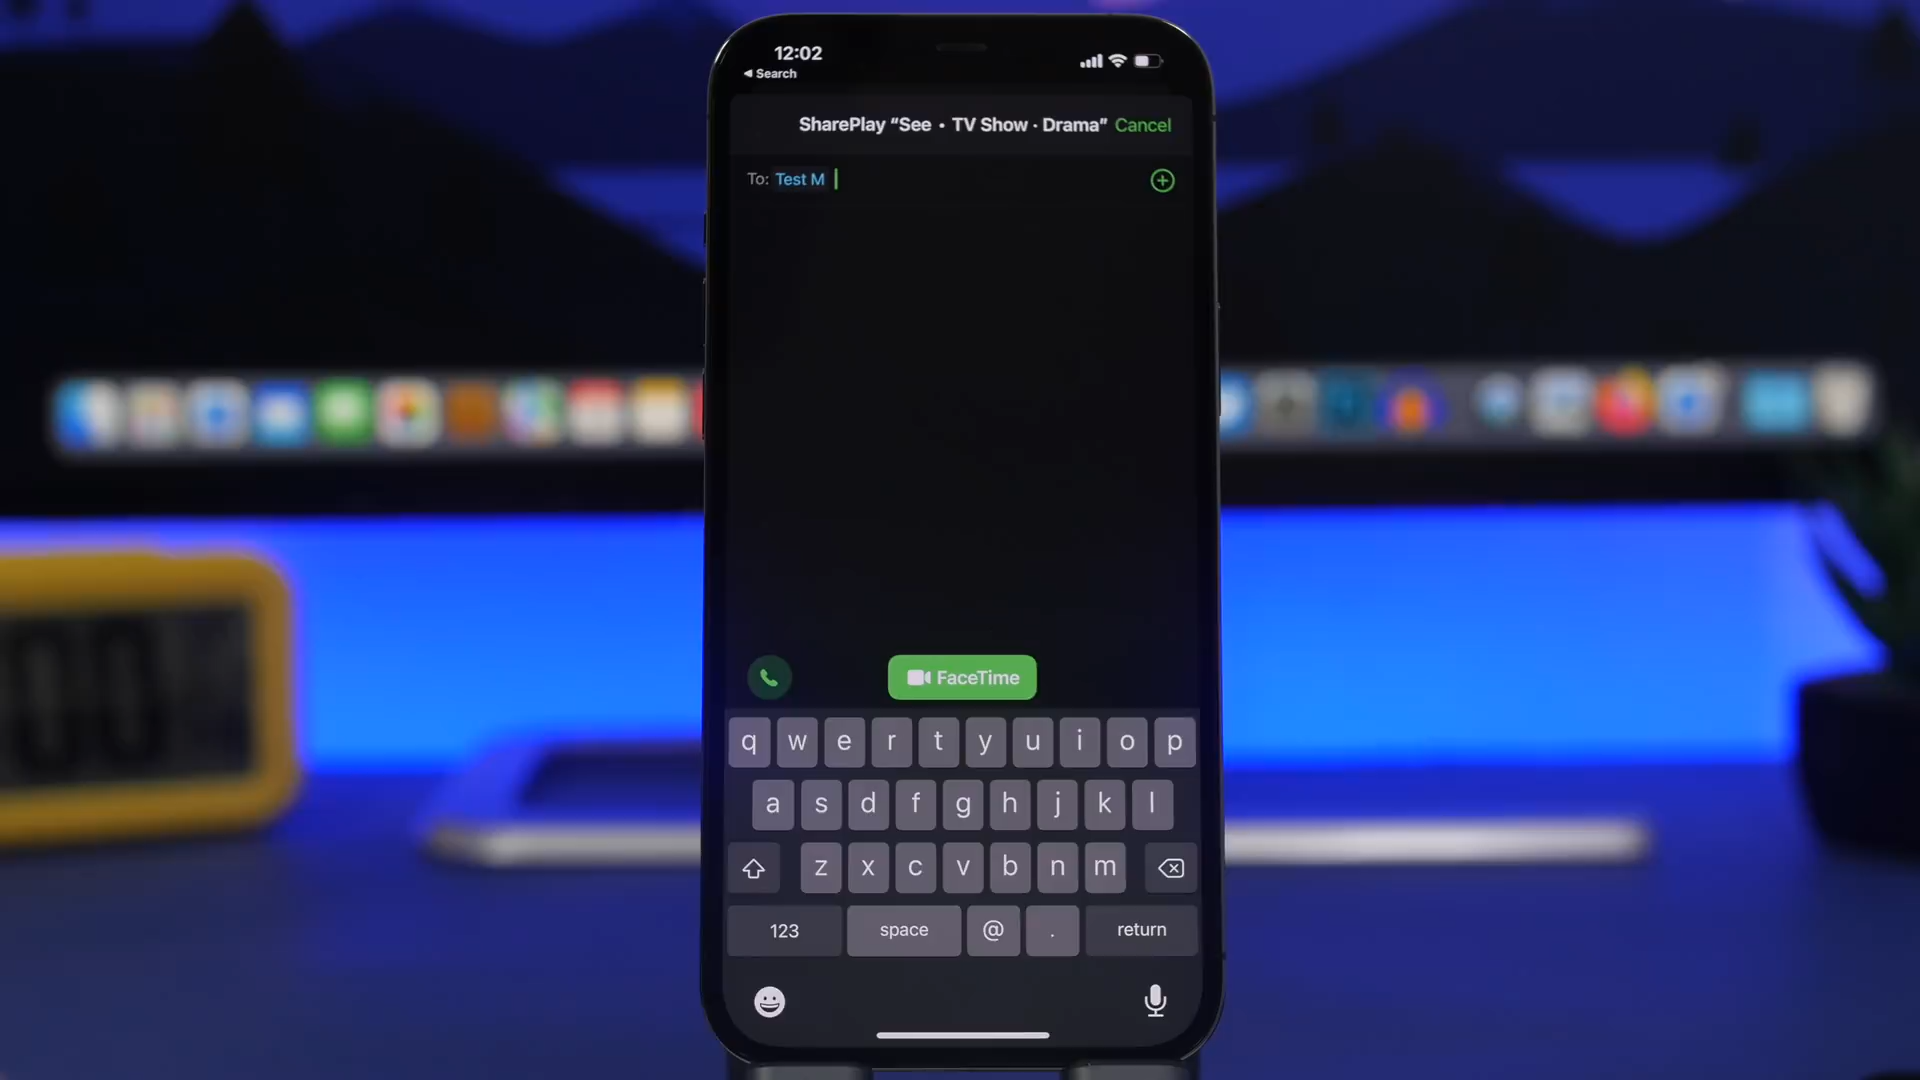 12:02
◀ Search
SharePlay “See • TV Show · Drama” Cancel
To: Test M
FaceTime
q w e r t y u i o p
a s d f g h j k l
z x c v b n m
123 space @ . return